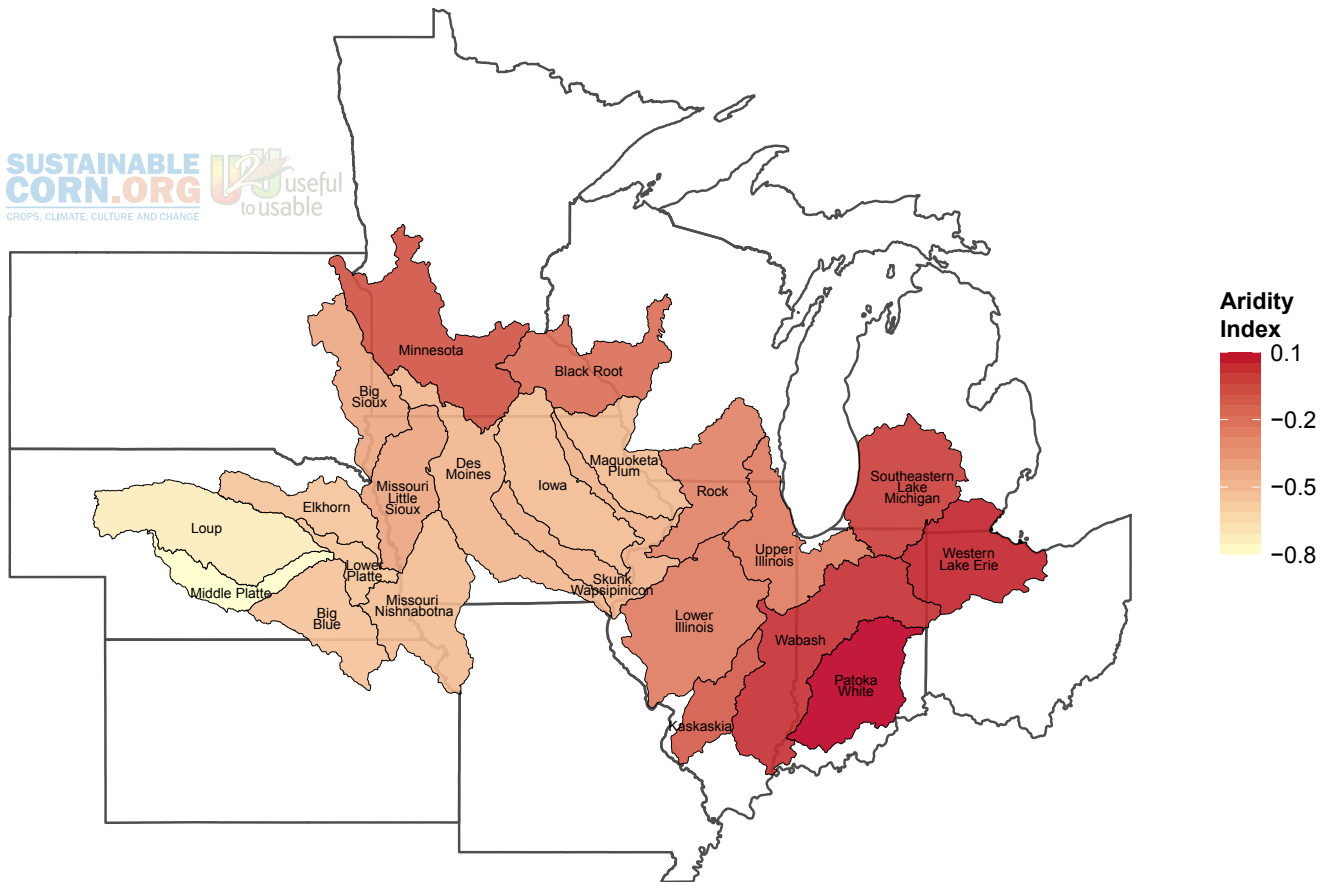 SUSTAINABLE
CORN.ORG
CROPS, CLIMATE, CULTURE AND CHANGE
U2U useful
to usable
Minnesota
Black Root
Big
Sioux
Des
Moines
Maquoketa
Plum
Iowa
Missouri
Little
Sioux
Rock
Southeastern
Lake
Michigan
Elkhorn
Loup
Lower
Platte
Middle Platte
Missouri
Nishnabotna
Big
Blue
Skunk
Wapsipinicon
Upper
Illinois
Western
Lake Erie
Lower
Illinois
Wabash
Patoka
White
Kaskaskia
Aridity
Index
0.1
−0.2
−0.5
−0.8